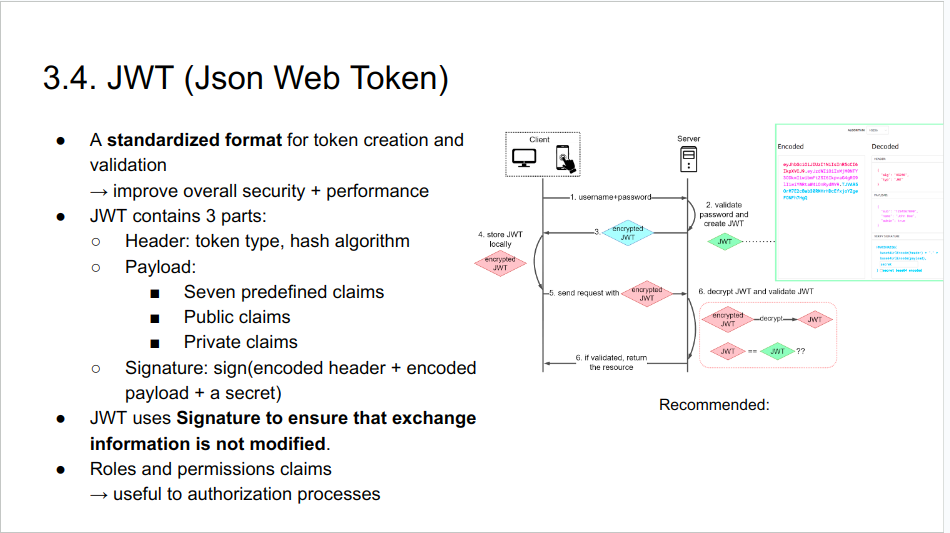 3.4. JWT (Json Web Token)
● A standardized format for token creation and
validation
→ improve overall security + performance
● JWT contains 3 parts:
○ Header: token type, hash algorithm
○ Payload:
■ Seven predefined claims
■ Public claims
■ Private claims
○ Signature: sign(encoded header + encoded
payload + a secret)
● JWT uses Signature to ensure that exchange
information is not modified.
● Roles and permissions claims
→ useful to authorization processes
Client
Server
1. username+password
2. validate
password and
create JWT
3.
encrypted
JWT
JWT
4. store JWT
locally
encrypted
JWT
5. send request with
encrypted
JWT
6. decrypt JWT and validate JWT
encrypted
JWT
decrypt
JWT
JWT
==
JWT
??
6. if validated, return
the resource
Encoded
Decoded
Recommended: